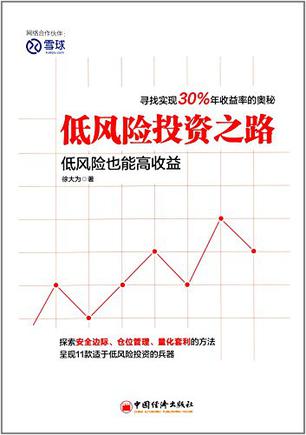 网络合作伙伴：
雪球
寻找实现30%年收益率的奥秘
低风险投资之路
低风险也能高收益
徐大为◎著
探索安全边际、仓位管理、量化套利的方法
呈现11款适于低风险投资的兵器
中国经济出版社